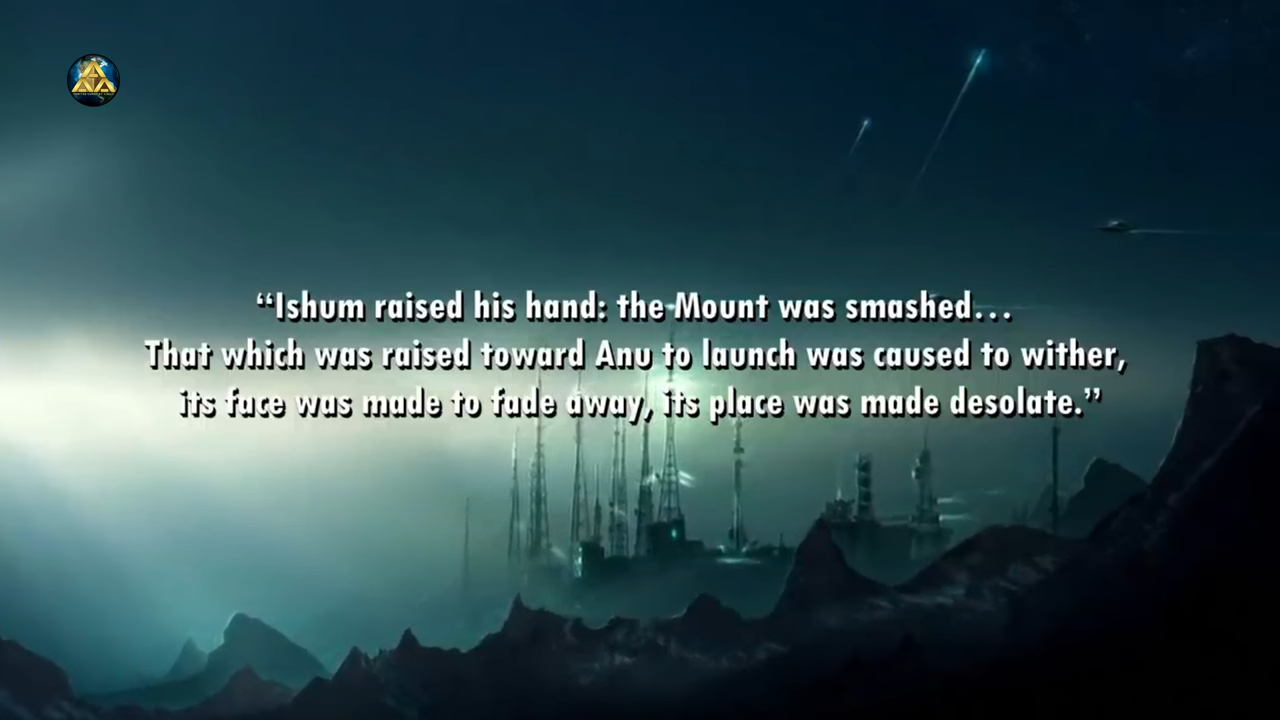 “Ishum raised his hand: the Mount was smashed…
That which was raised toward Anu to launch was caused to wither,
its face was made to fade away, its place was made desolate.”